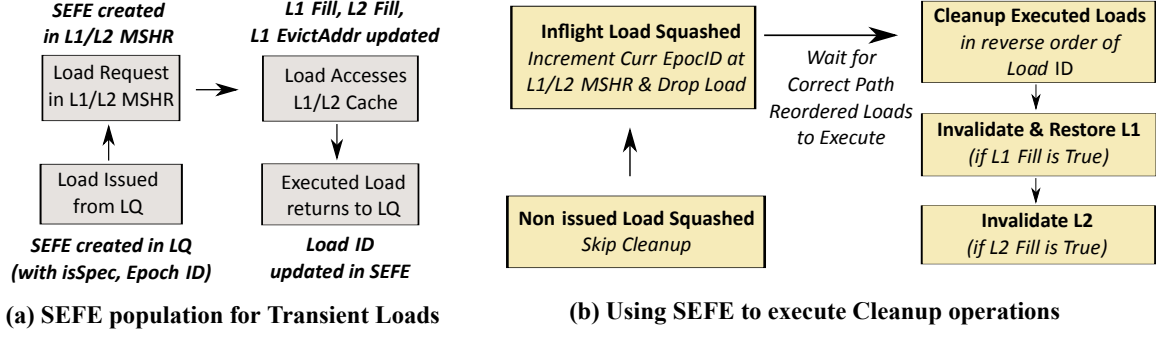 SEFE created
in L1/L2 MSHR
Load Request
in L1/L2 MSHR
Load Issued
from LQ
SEFE created in LQ
(with isSpec, Epoch ID)
L1 Fill, L2 Fill,
L1 EvictAddr updated
Load Accesses
L1/L2 Cache
Executed Load
returns to LQ
Load ID
updated in SEFE
(a) SEFE population for Transient Loads
Inflight Load Squashed
Increment Curr EpocID at
L1/L2 MSHR & Drop Load
Non issued Load Squashed
Skip Cleanup
Wait for
Correct Path
Reordered Loads
to Execute
Cleanup Executed Loads
in reverse order of
Load ID
Invalidate & Restore L1
(if L1 Fill is True)
Invalidate L2
(if L2 Fill is True)
(b) Using SEFE to execute Cleanup operations